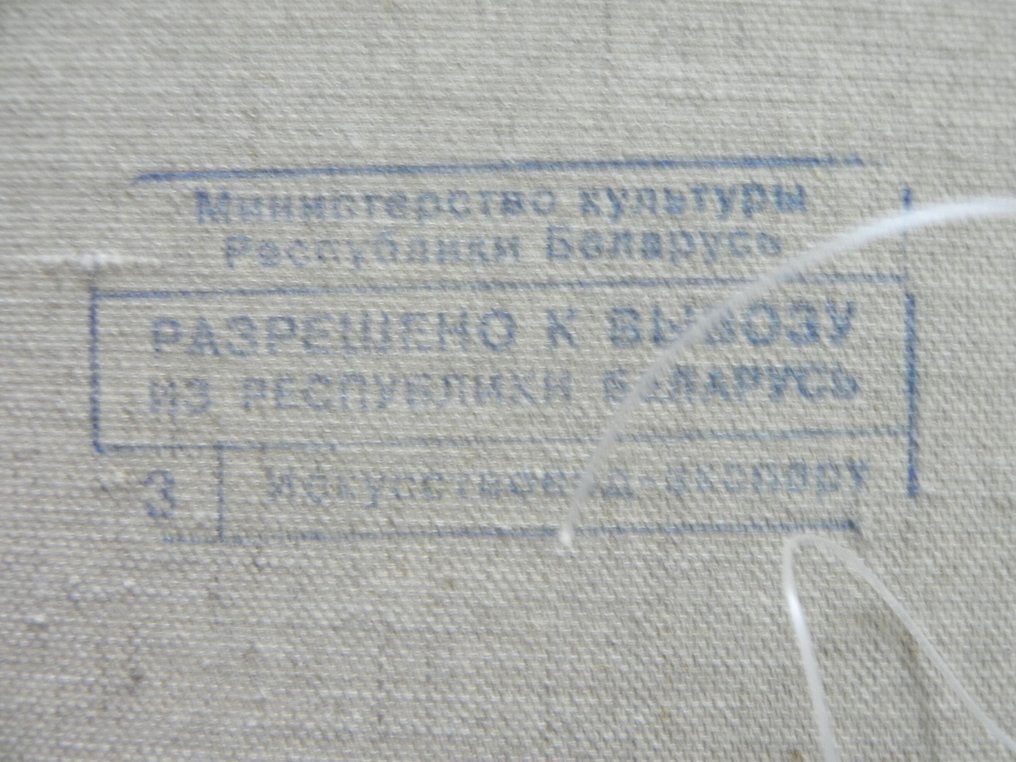 Министерство культуры
Республики Беларусь
РАЗРЕШЕНО К ВЫВОЗУ
ИЗ РЕСПУБЛИКИ БЕЛАРУСЬ
3 Искусствовед-эксперт